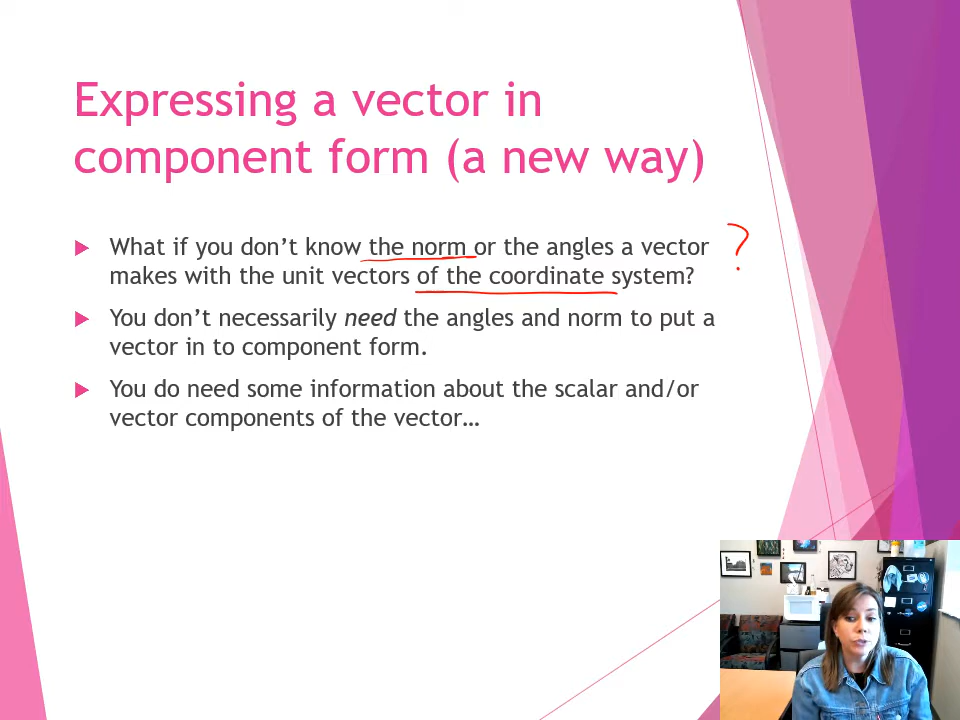 Expressing a vector in
component form (a new way)
What if you don't know the norm or the angles a vector ?
makes with the unit vectors of the coordinate system?
You don't necessarily need the angles and norm to put a
vector in to component form.
You do need some information about the scalar and/or
vector components of the vector…